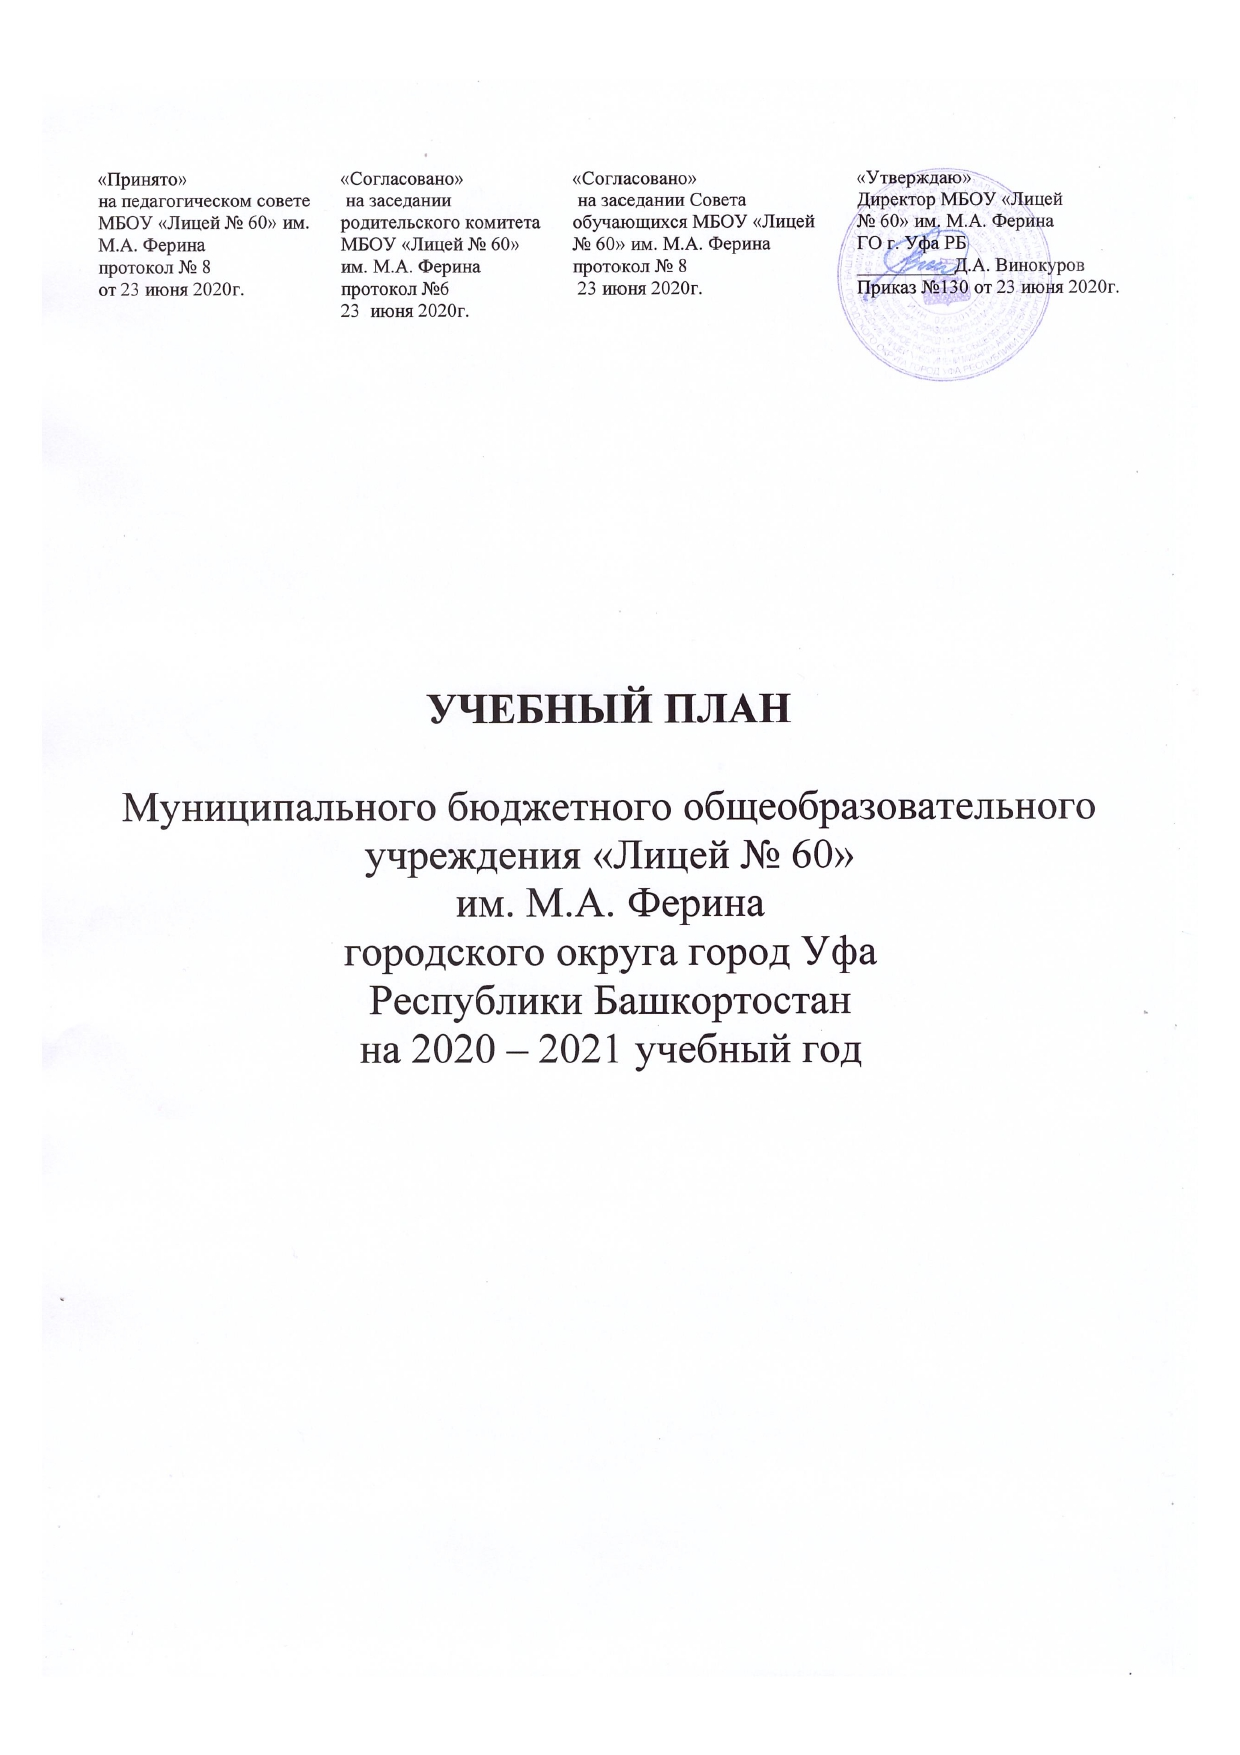 «Принято»
на педагогическом совете
МБОУ «Лицей № 60» им.
М.А. Ферина
протокол № 8
от 23 июня 2020г.
«Согласовано»
на заседании
родительского комитета
МБОУ «Лицей № 60»
им. М.А. Ферина
протокол №6
23 июня 2020г.
«Согласовано»
на заседании Совета
обучающихся МБОУ «Лицей
№ 60» им. М.А. Ферина
протокол № 8
23 июня 2020г.
«Утверждаю»
Директор МБОУ «Лицей
№ 60» им. М.А. Ферина
ГО г. Уфа РБ
__________Д.А. Винокуров
Приказ №130 от 23 июня 2020г.
УЧЕБНЫЙ ПЛАН
Муниципального бюджетного общеобразовательного
учреждения «Лицей № 60»
им. М.А. Ферина
городского округа город Уфа
Республики Башкортостан
на 2020 – 2021 учебный год